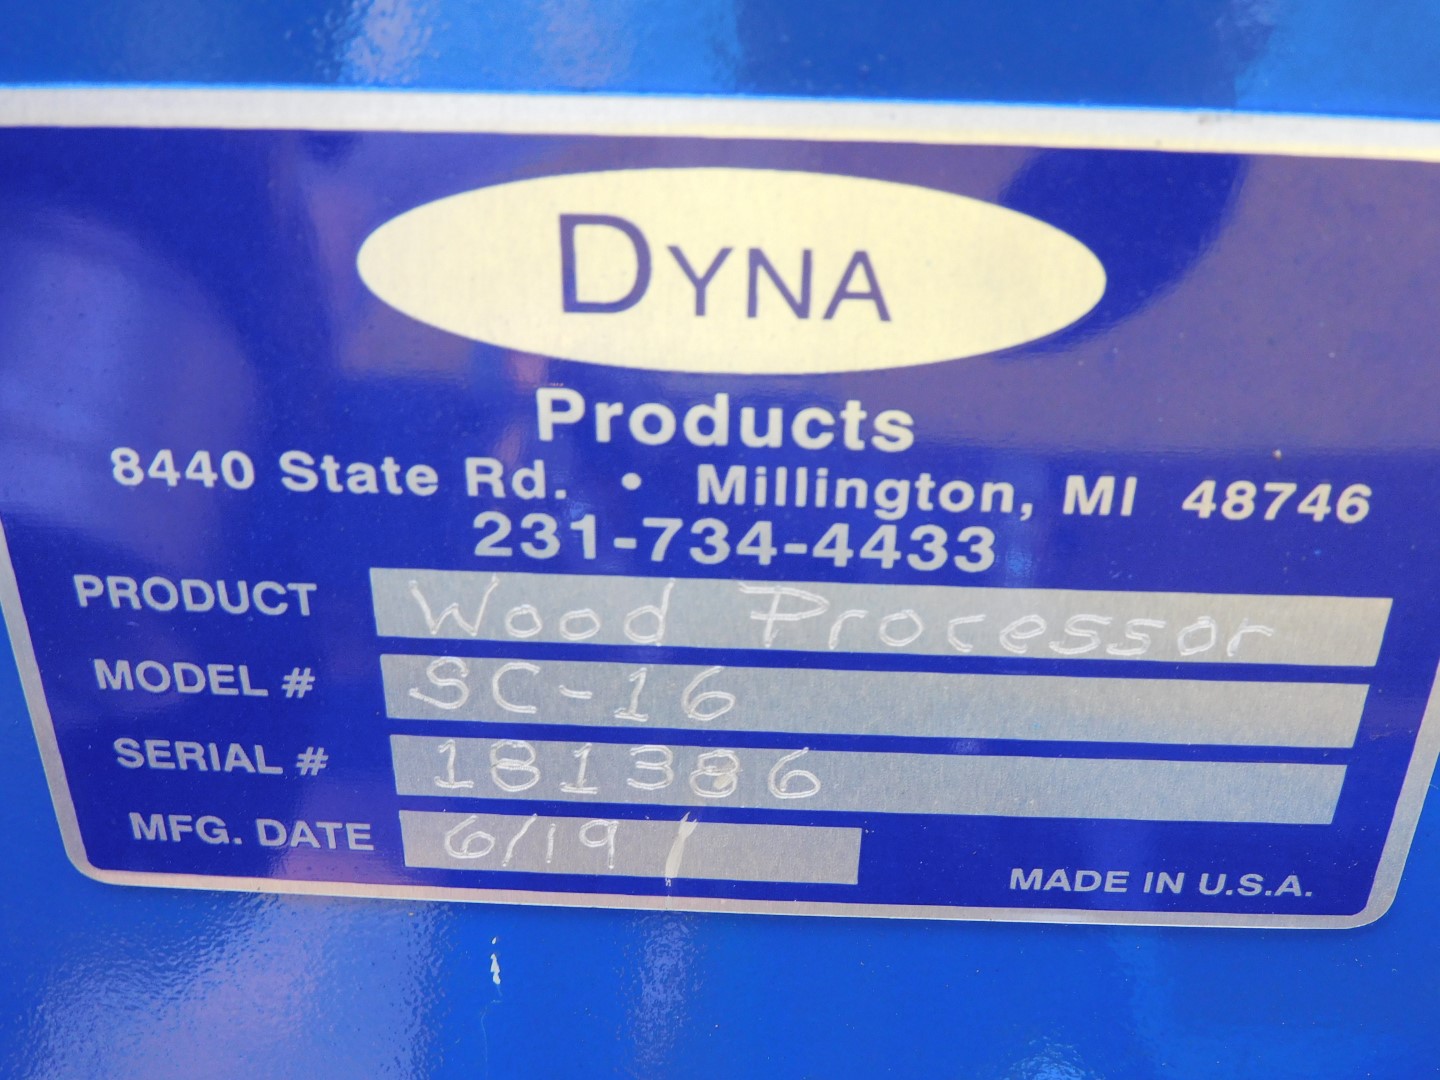 DYNA
Products
8440 State Rd. • Millington, MI 48746
231-734-4433
PRODUCT Wood Processor
MODEL # SC-16
SERIAL # 181386
MFG. DATE 6/19
MADE IN U.S.A.